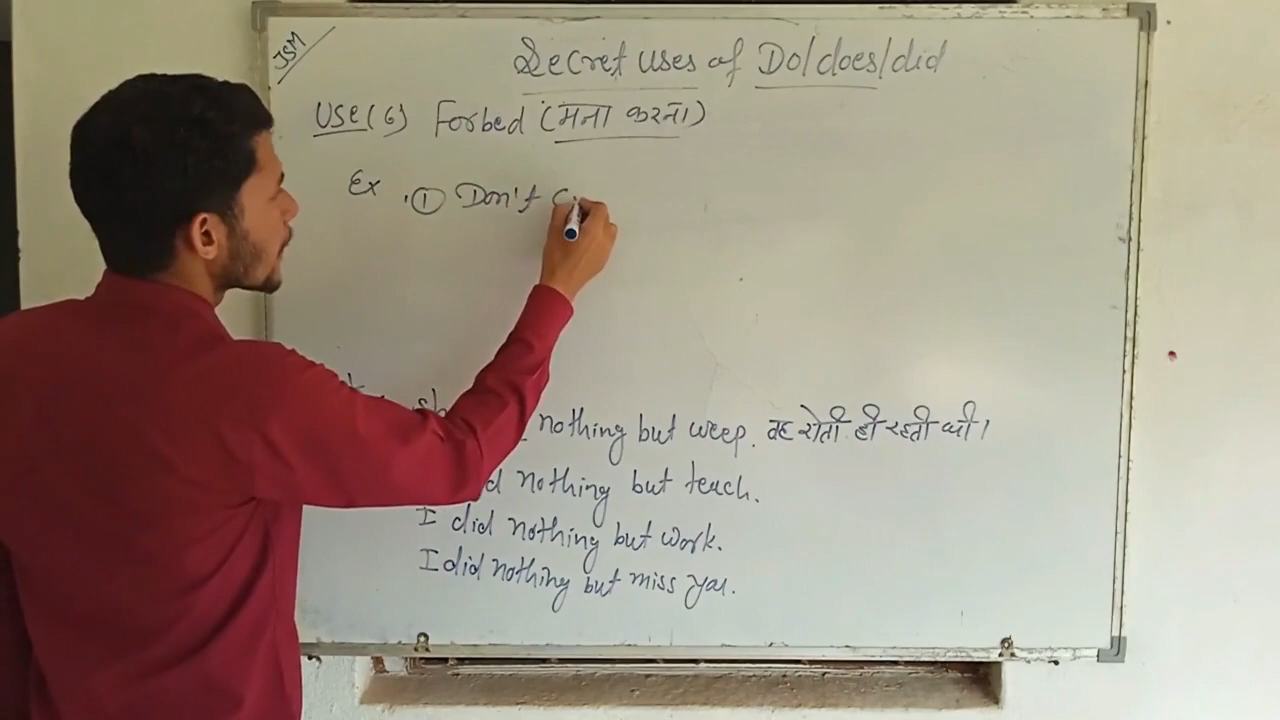 JSM
Secret uses of Do/does/did
Use (6) Forbed (मना करना)
Ex. ① Don't
nothing but weep. वह रोती ही रहती थी।
nothing but teach.
I did nothing but work.
I did nothing but miss you.